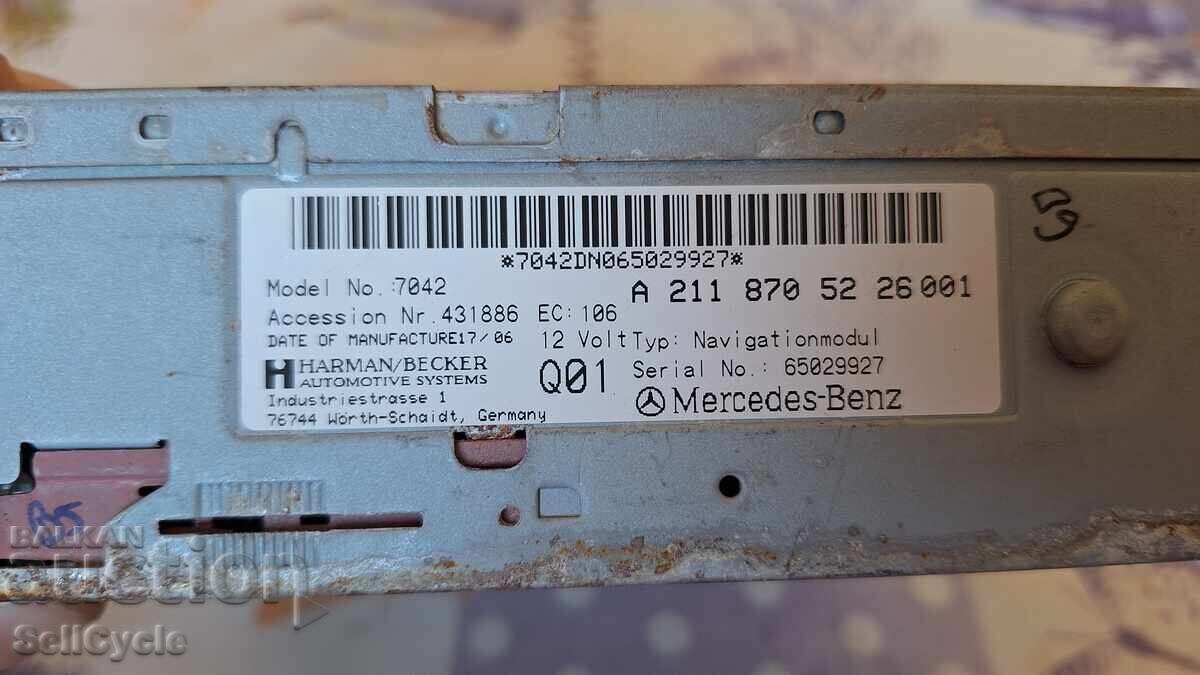 *7042DN065029927*
Model No.:7042
A 211 870 52 26 001
Accession Nr.431886 EC:106
DATE OF MANUFACTURE17/06
12 Volt Typ: Navigationmodul
HARMAN/BECKER
AUTOMOTIVE SYSTEMS
Q01
Serial No.: 65029927
Industriestrasse 1
76744 Wörth-Schaidt, Germany
Mercedes-Benz
BALKAN
auction
SellCycle